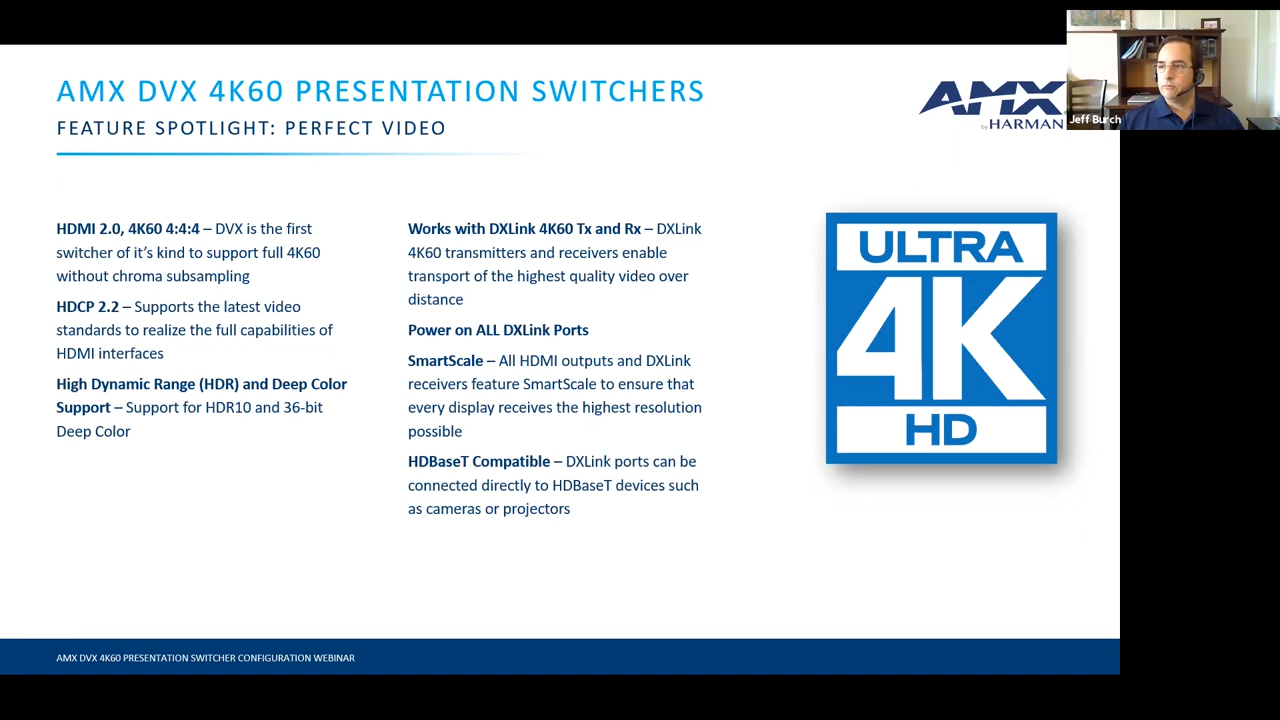 AMX DVX 4K60 PRESENTATION SWITCHERS
FEATURE SPOTLIGHT: PERFECT VIDEO
AMX
by HARMAN
Jeff Burch
HDMI 2.0, 4K60 4:4:4 – DVX is the first
switcher of it's kind to support full 4K60
without chroma subsampling
HDCP 2.2 – Supports the latest video
standards to realize the full capabilities of
HDMI interfaces
High Dynamic Range (HDR) and Deep Color
Support – Support for HDR10 and 36-bit
Deep Color
Works with DXLink 4K60 Tx and Rx – DXLink
4K60 transmitters and receivers enable
transport of the highest quality video over
distance
Power on ALL DXLink Ports
SmartScale – All HDMI outputs and DXLink
receivers feature SmartScale to ensure that
every display receives the highest resolution
possible
HDBaseT Compatible – DXLink ports can be
connected directly to HDBaseT devices such
as cameras or projectors
ULTRA
4K
HD
AMX DVX 4K60 PRESENTATION SWITCHER CONFIGURATION WEBINAR